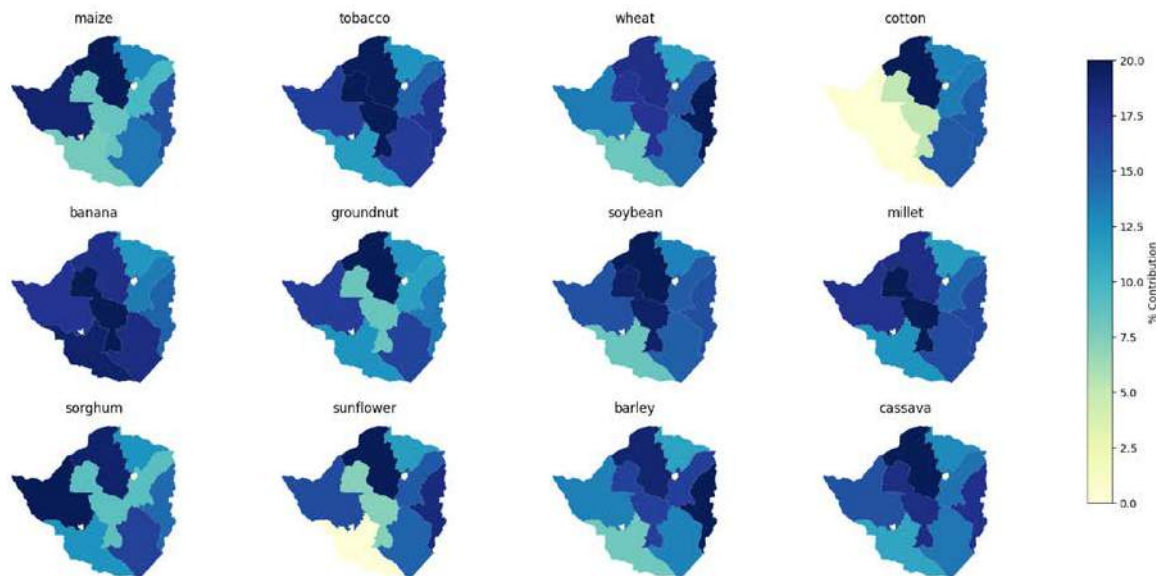 maize tobacco wheat cotton
20.0
17.5
banana groundnut soybean millet
15.0
12.5
10.0
% Contribution
7.5
sorghum sunflower barley cassava
5.0
2.5
0.0